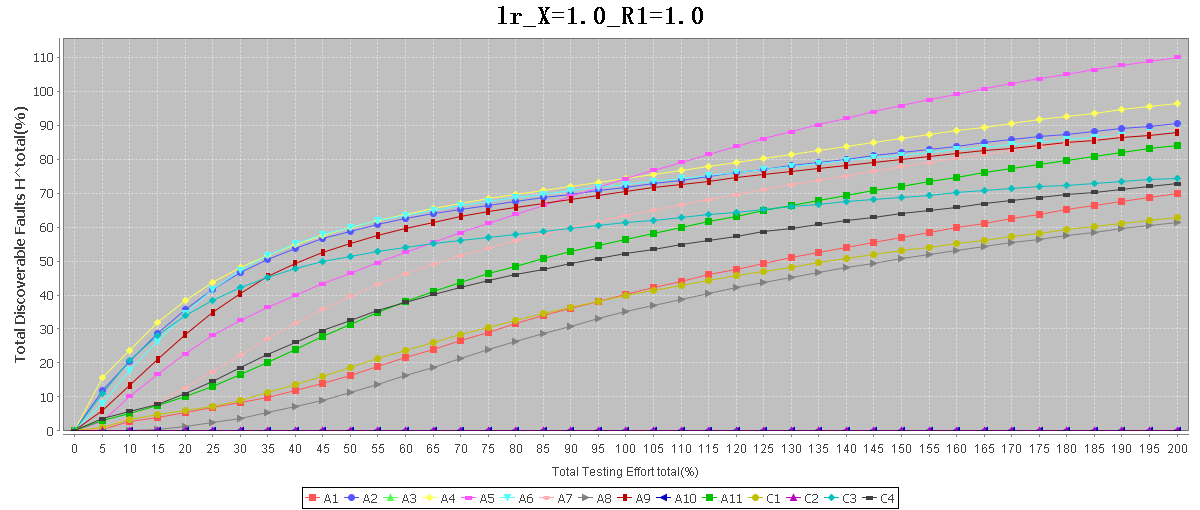 lr_X=1.0_R1=1.0
Total Discoverable Faults H^total(%)
110
100
90
80
70
60
50
40
30
20
10
0
0 5 10 15 20 25 30 35 40 45 50 55 60 65 70 75 80 85 90 95 100 105 110 115 120 125 130 135 140 145 150 155 160 165 170 175 180 185 190 195 200
Total Testing Effort total(%)
A1 A2 A3 A4 A5 A6 A7 A8 A9 A10 A11 C1 C2 C3 C4